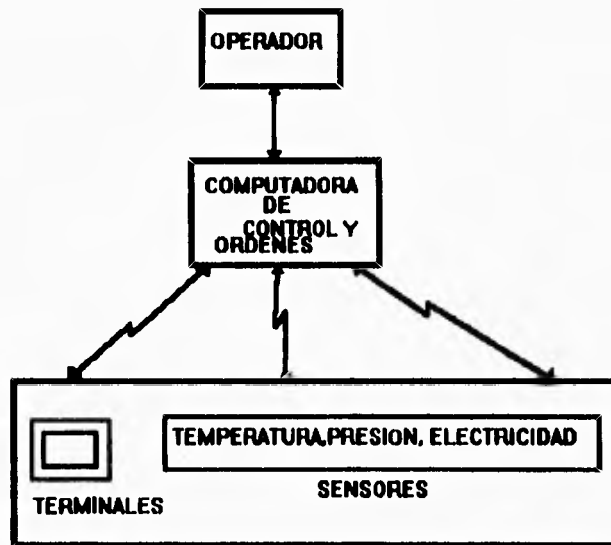 OPERADOR
COMPUTADORA
DE
CONTROL Y
ORDENES
TEMPERATURA,PRESION, ELECTRICIDAD
SENSORES
TERMINALES